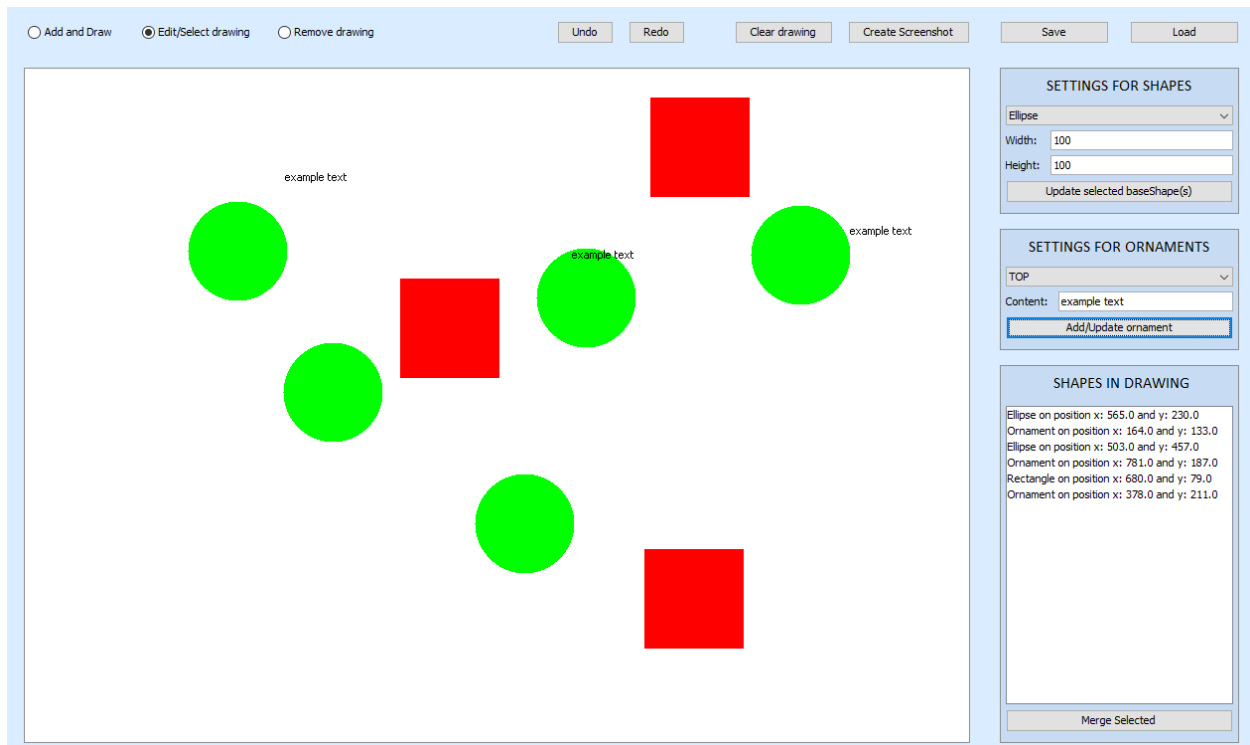 Add and Draw
Edit/Select drawing
Remove drawing
Undo
Redo
Clear drawing
Create Screenshot
Save
Load
example text
example text
example text
SETTINGS FOR SHAPES
Ellipse
Width: 100
Height: 100
Update selected baseShape(s)
SETTINGS FOR ORNAMENTS
TOP
Content: example text
Add/Update ornament
SHAPES IN DRAWING
Ellipse on position x: 565.0 and y: 230.0
Ornament on position x: 164.0 and y: 133.0
Ellipse on position x: 503.0 and y: 457.0
Ornament on position x: 781.0 and y: 187.0
Rectangle on position x: 680.0 and y: 79.0
Ornament on position x: 378.0 and y: 211.0
Merge Selected